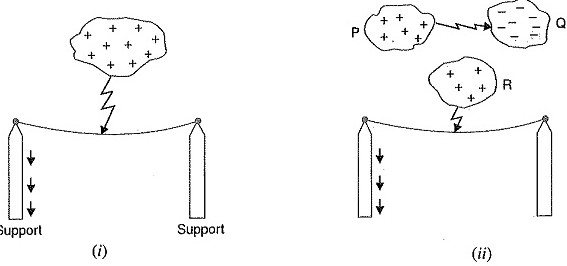 P
Q
R
Support
Support
(i)
(ii)